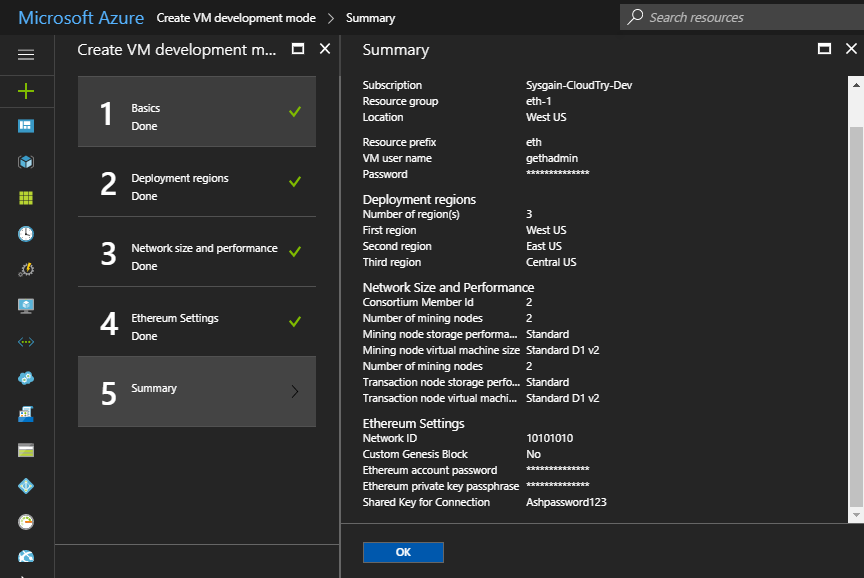 Microsoft Azure Create VM development mode > Summary
Search resources
Create VM development m...
1 Basics
Done
2 Deployment regions
Done
3 Network size and performance
Done
4 Ethereum Settings
Done
5 Summary
Summary
Subscription Sysgain-CloudTry-Dev
Resource group eth-1
Location West US
Resource prefix eth
VM user name gethadmin
Password **************
Deployment regions
Number of region(s) 3
First region West US
Second region East US
Third region Central US
Network Size and Performance
Consortium Member Id 2
Number of mining nodes 2
Mining node storage performa... Standard
Mining node virtual machine size Standard D1 v2
Number of mining nodes 2
Transaction node storage perfo... Standard
Transaction node virtual machi... Standard D1 v2
Ethereum Settings
Network ID 10101010
Custom Genesis Block No
Ethereum account password **************
Ethereum private key passphrase **************
Shared Key for Connection Ashpassword123
OK